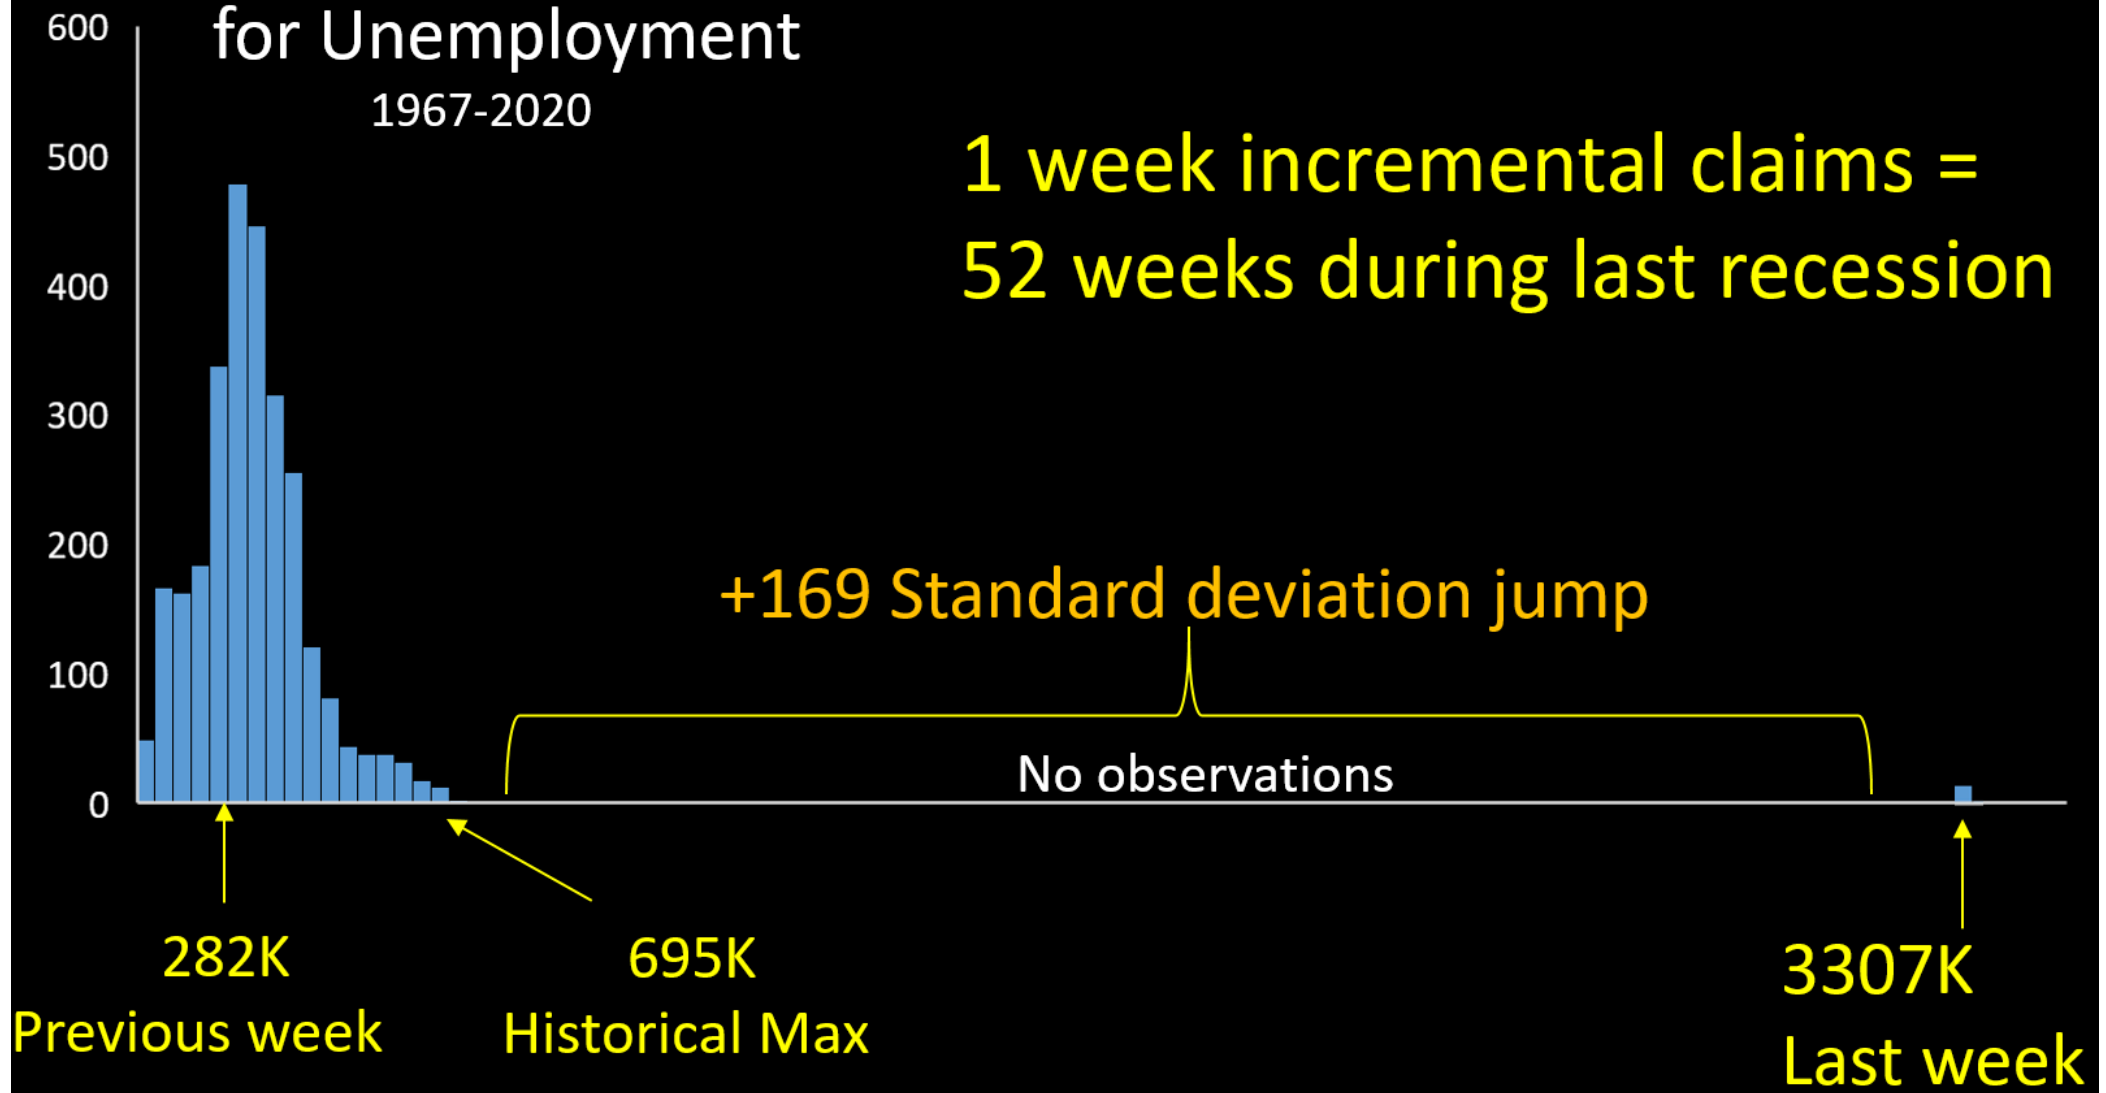 for Unemployment
1967-2020
600
500
400
300
200
100
0
1 week incremental claims =
52 weeks during last recession
+169 Standard deviation jump
No observations
282K
Previous week
695K
Historical Max
3307K
Last week